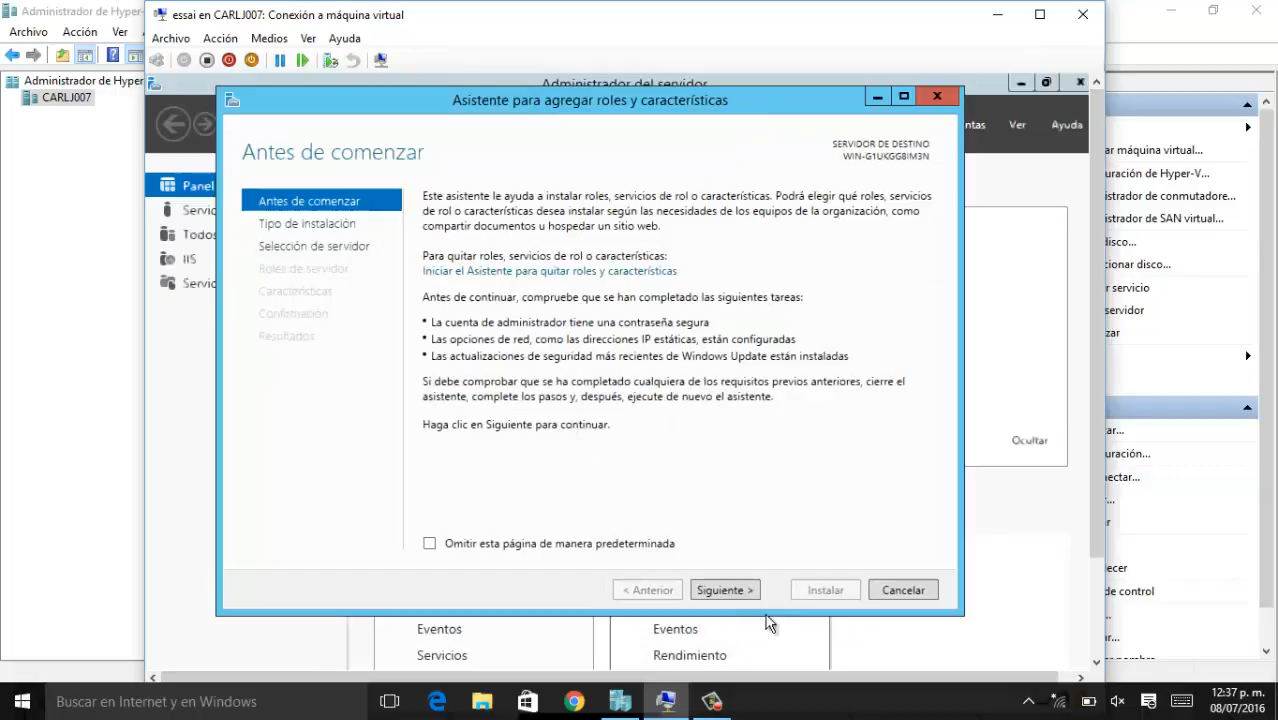 Administrador de Hyper-
essai en CARLJ007: Conexión a máquina virtual
Archivo Acción Ver
Archivo Acción Medios Ver Ayuda
Administrador de Hyper-
CARLJ007
Administrador del servidor
Asistente para agregar roles y características
ntas Ver Ayuda
Panel
Servic
Todos
IIS
Servic
Antes de comenzar
SERVIDOR DE DESTINO
WIN-G1UKGG8IM3N
Antes de comenzar
Tipo de instalación
Selección de servidor
Roles de servidor
Características
Confirmación
Resultados
Este asistente le ayuda a instalar roles, servicios de rol o características. Podrá elegir qué roles, servicios
de rol o características desea instalar según las necesidades de los equipos de la organización, como
compartir documentos u hospedar un sitio web.
Para quitar roles, servicios de rol o características:
Iniciar el Asistente para quitar roles y características
Antes de continuar, compruebe que se han completado las siguientes tareas:
• La cuenta de administrador tiene una contraseña segura
• Las opciones de red, como las direcciones IP estáticas, están configuradas
• Las actualizaciones de seguridad más recientes de Windows Update están instaladas
Si debe comprobar que se ha completado cualquiera de los requisitos previos anteriores, cierre el
asistente, complete los pasos y, después, ejecute de nuevo el asistente.
Haga clic en Siguiente para continuar.
Omitir esta página de manera predeterminada
< Anterior Siguiente > Instalar Cancelar
Ocultar
Eventos
Servicios
Eventos
Rendimiento
ar máquina virtual...
uración de Hyper-V...
istrador de conmutadore...
istrador de SAN virtual...
disco...
cionar disco...
r servicio
servidor
ar
ar...
uración...
nectar...
r
ecer
de control
r...
Buscar en Internet y en Windows
12:37 p. m.
08/07/2016